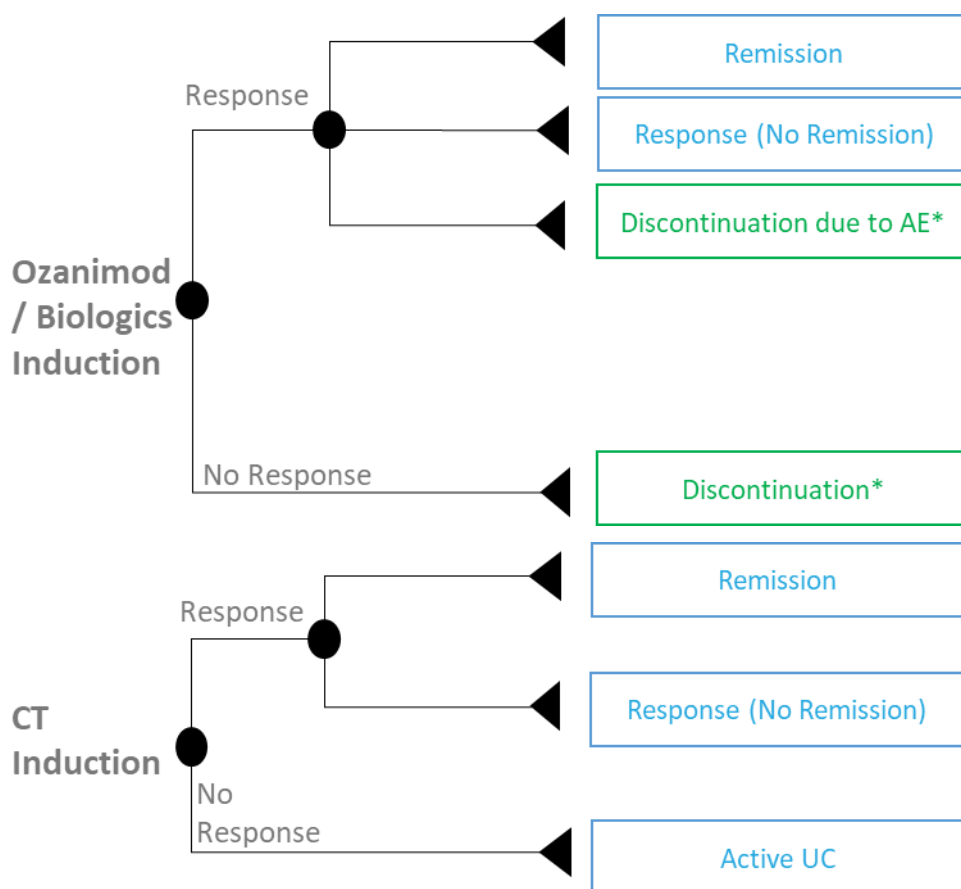 Remission
Response
Response (No Remission)
Discontinuation due to AE*
Ozanimod
/ Biologics
Induction
No Response
Discontinuation*
Remission
Response
Response (No Remission)
CT
Induction
No
Response
Active UC